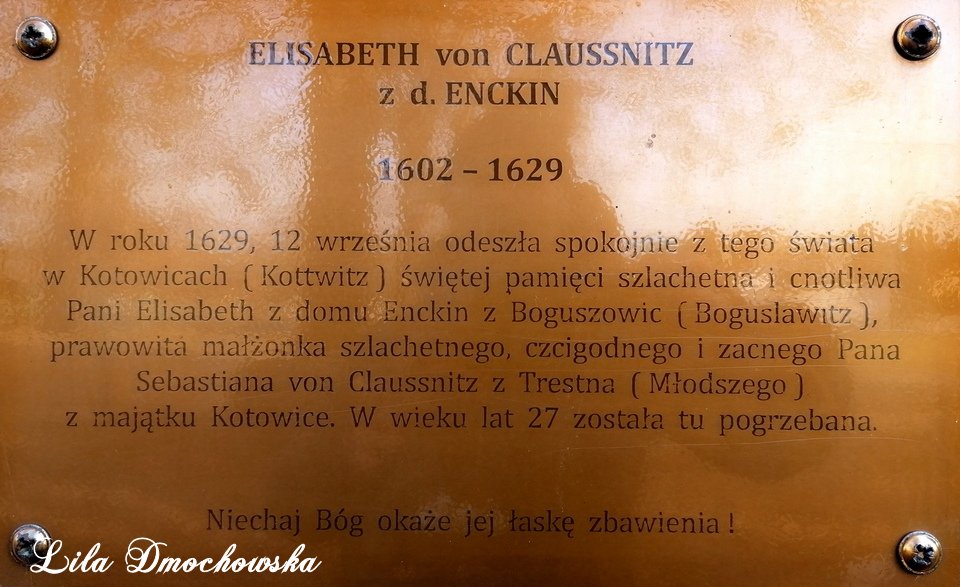 ELISABETH von CLAUSSNITZ
z d. ENCKIN
1602 – 1629
W roku 1629, 12 września odeszła spokojnie z tego świata
w Kotowicach ( Kottwitz ) świętej pamięci szlachetna i cnotliwa
Pani Elisabeth z domu Enckin z Boguszowic ( Boguslawitz ),
prawowita małżonka szlachetnego, czcigodnego i zacnego Pana
Sebastiana von Claussnitz z Trestna ( Młodszego )
z majątku Kotowice. W wieku lat 27 została tu pogrzebana.
Niechaj Bóg okaże jej łaskę zbawienia !
Lila Dmochowska